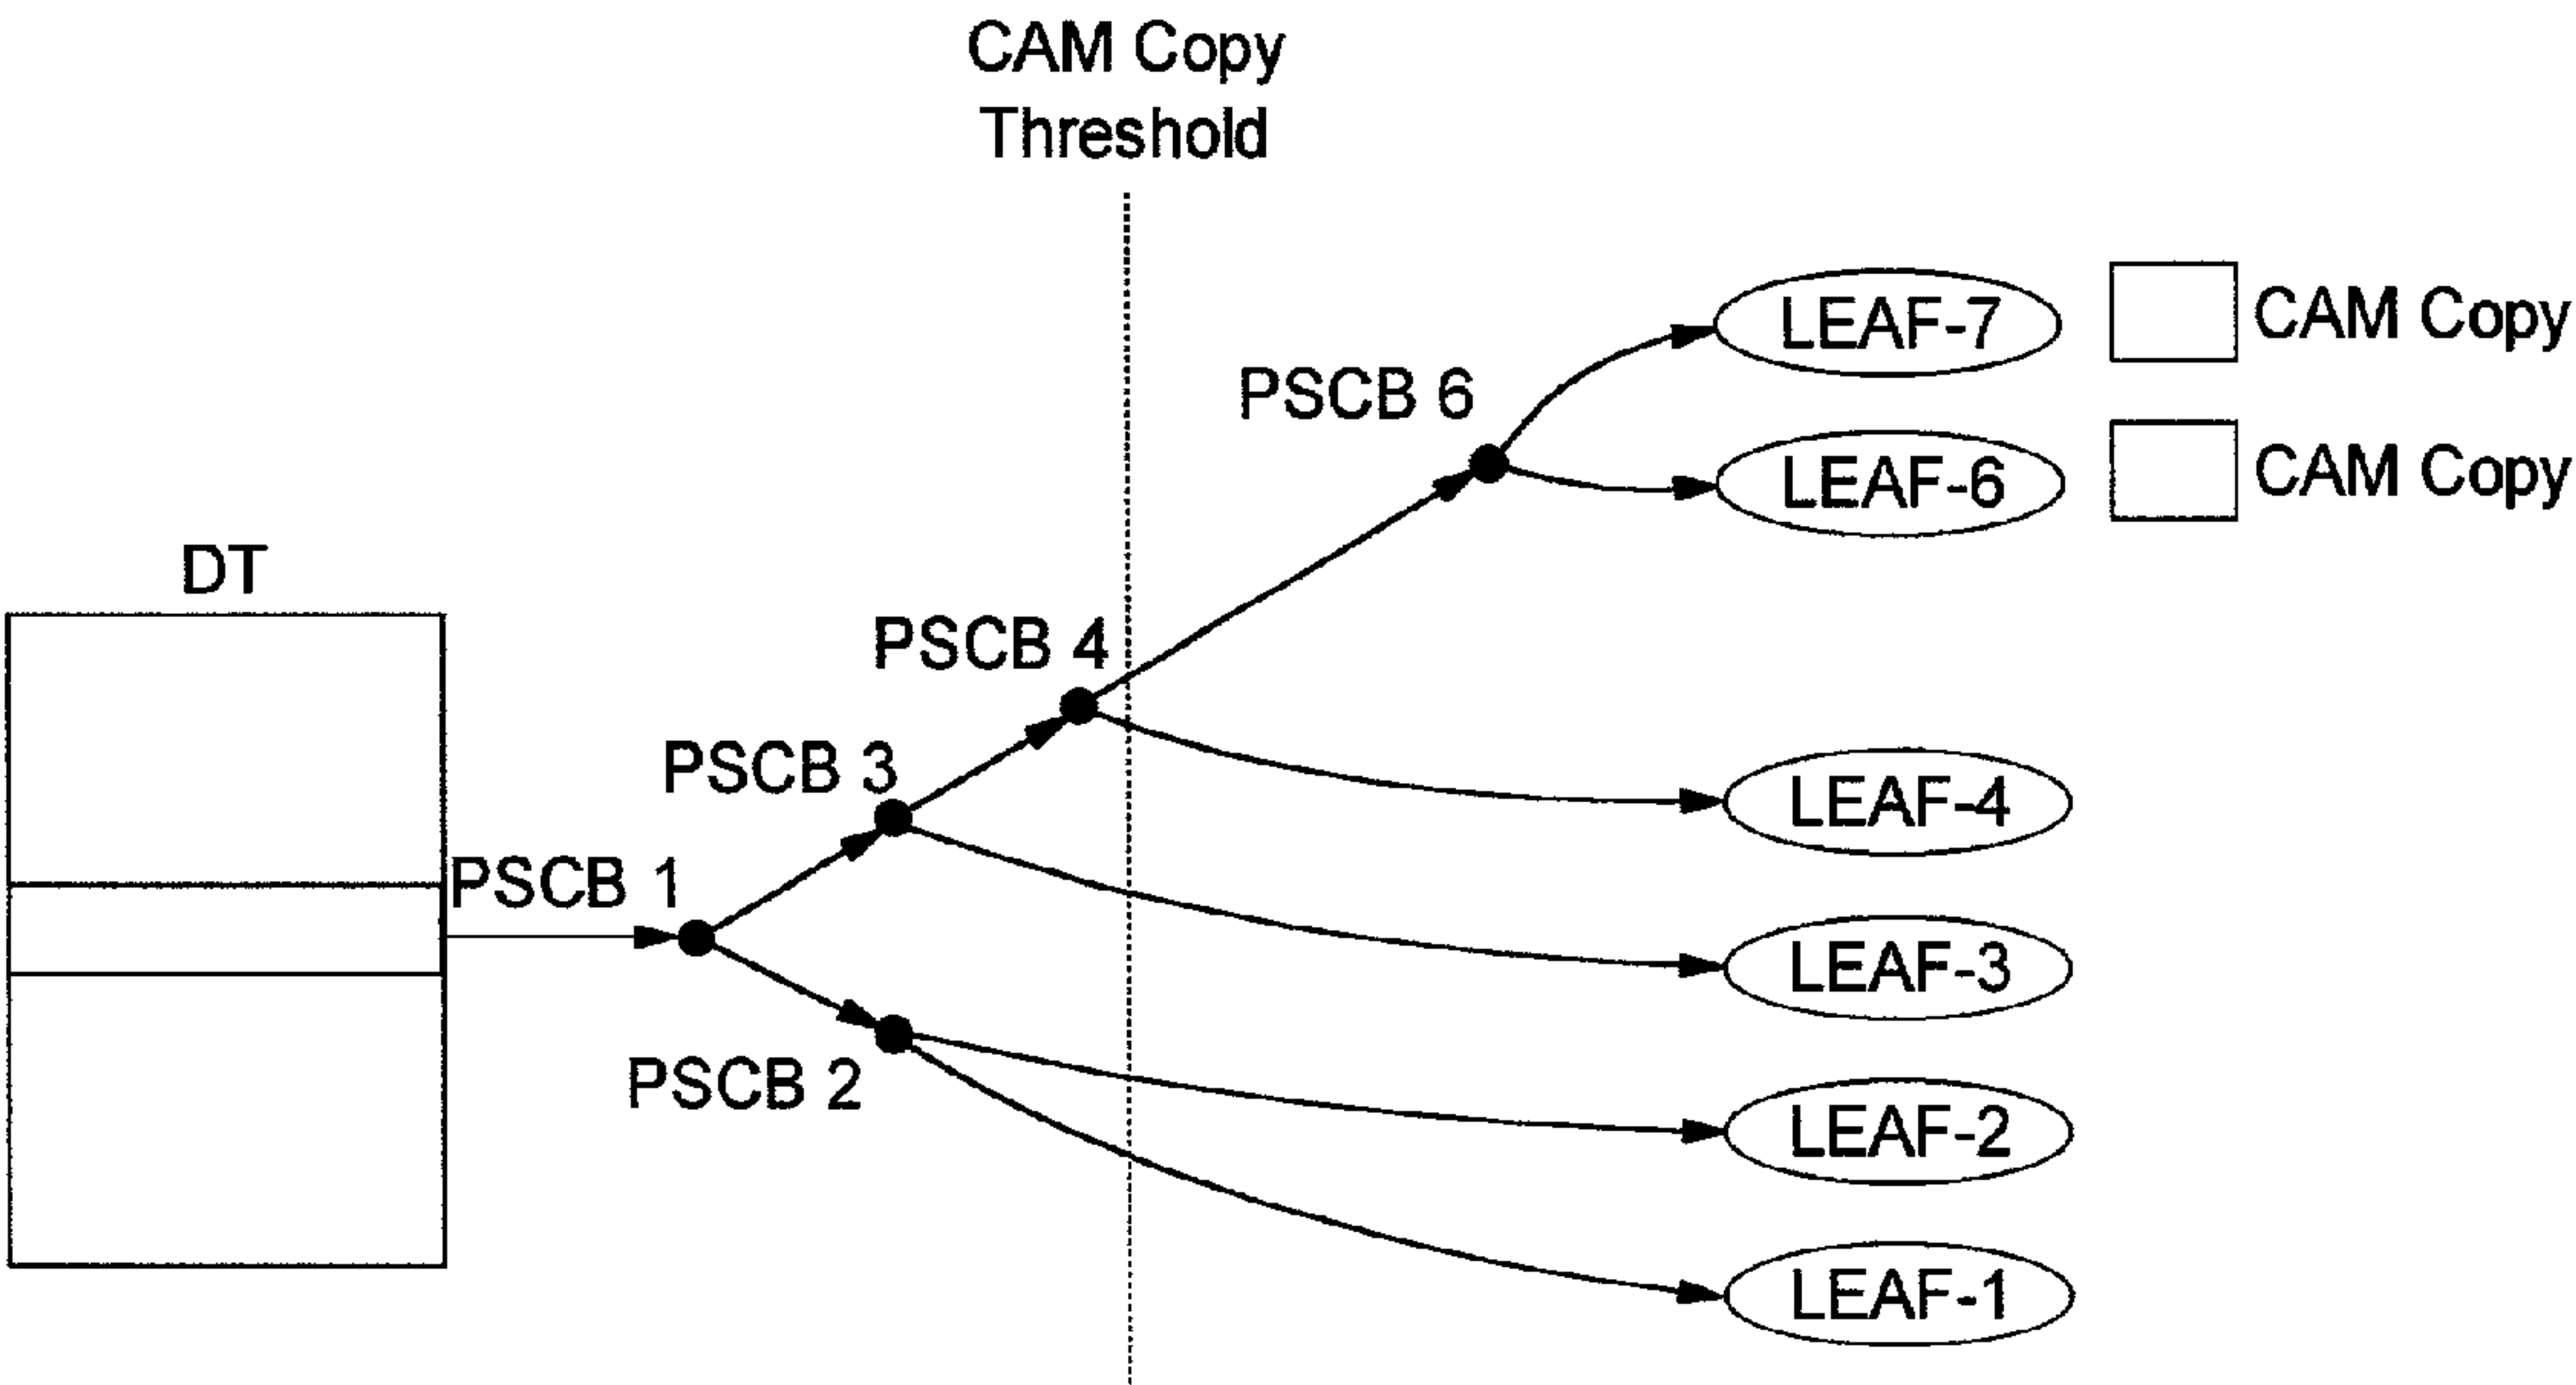 CAM Copy
Threshold
LEAF-7
CAM Copy
PSCB 6
LEAF-6
CAM Copy
DT
PSCB 4
PSCB 3
LEAF-4
PSCB 1
LEAF-3
PSCB 2
LEAF-2
LEAF-1